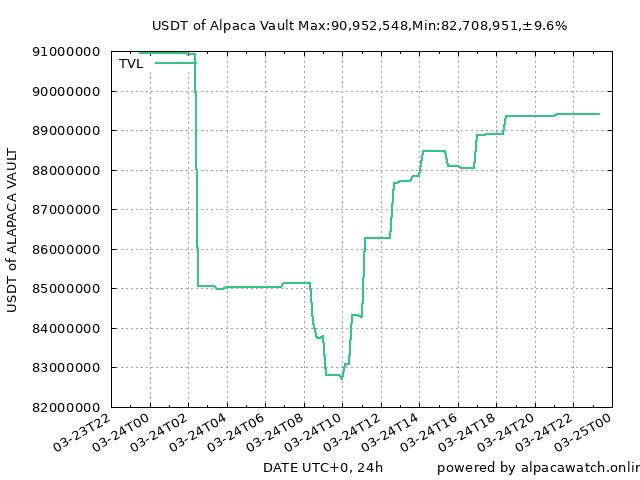 USDT of Alpaca Vault Max:90,952,548,Min:82,708,951,±9.6%
USDT of ALAPACA VAULT
TVL
91000000
90000000
89000000
88000000
87000000
86000000
85000000
84000000
83000000
82000000
03-23T22
03-24T00
03-24T02
03-24T04
03-24T06
03-24T08
03-24T10
03-24T12
03-24T14
03-24T16
03-24T18
03-24T20
03-24T22
03-25T00
DATE UTC+0, 24h
powered by alpacawatch.onlin